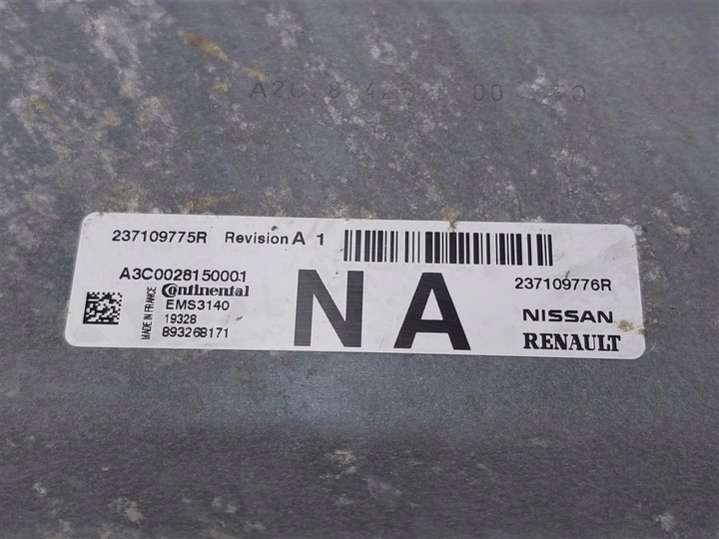 237109775R Revision A 1
A3C0028150001
Continental
EMS3140
19328
893268171
MADE IN FRANCE
NA
237109776R
NISSAN
RENAULT